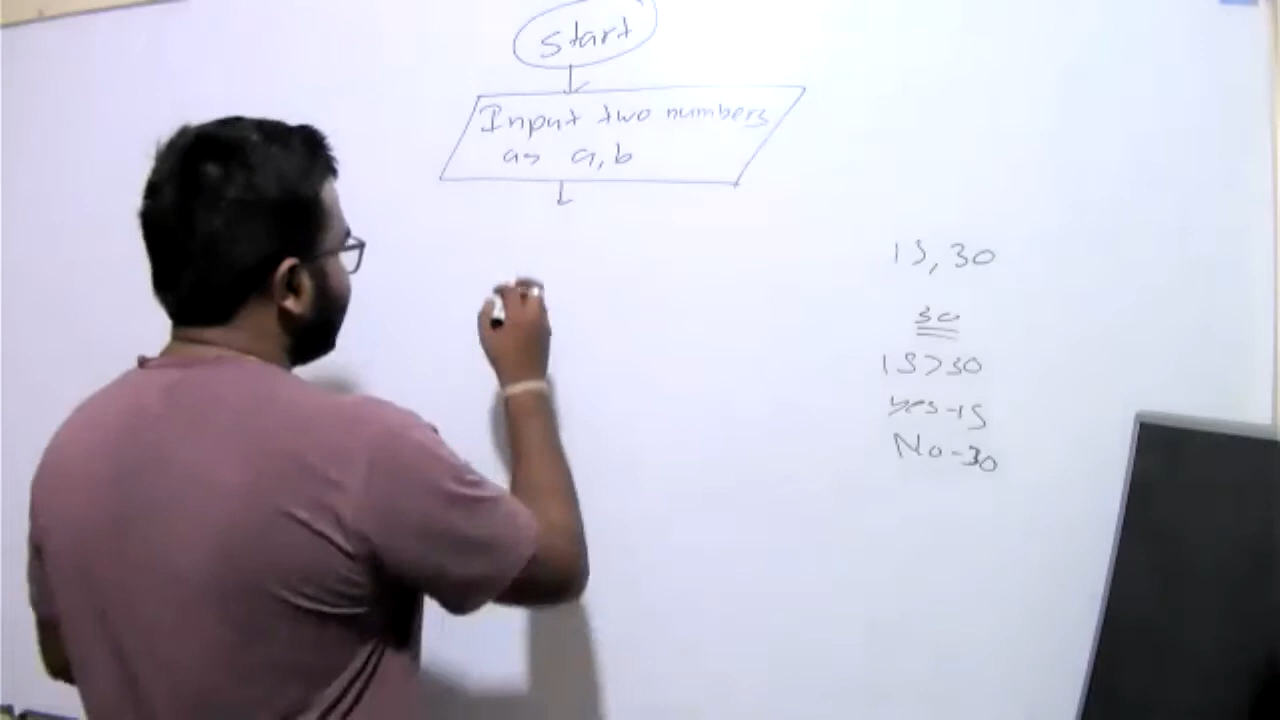 Start
Input two numbers
as a, b
15, 30
30
15>30
yes-15
No-30